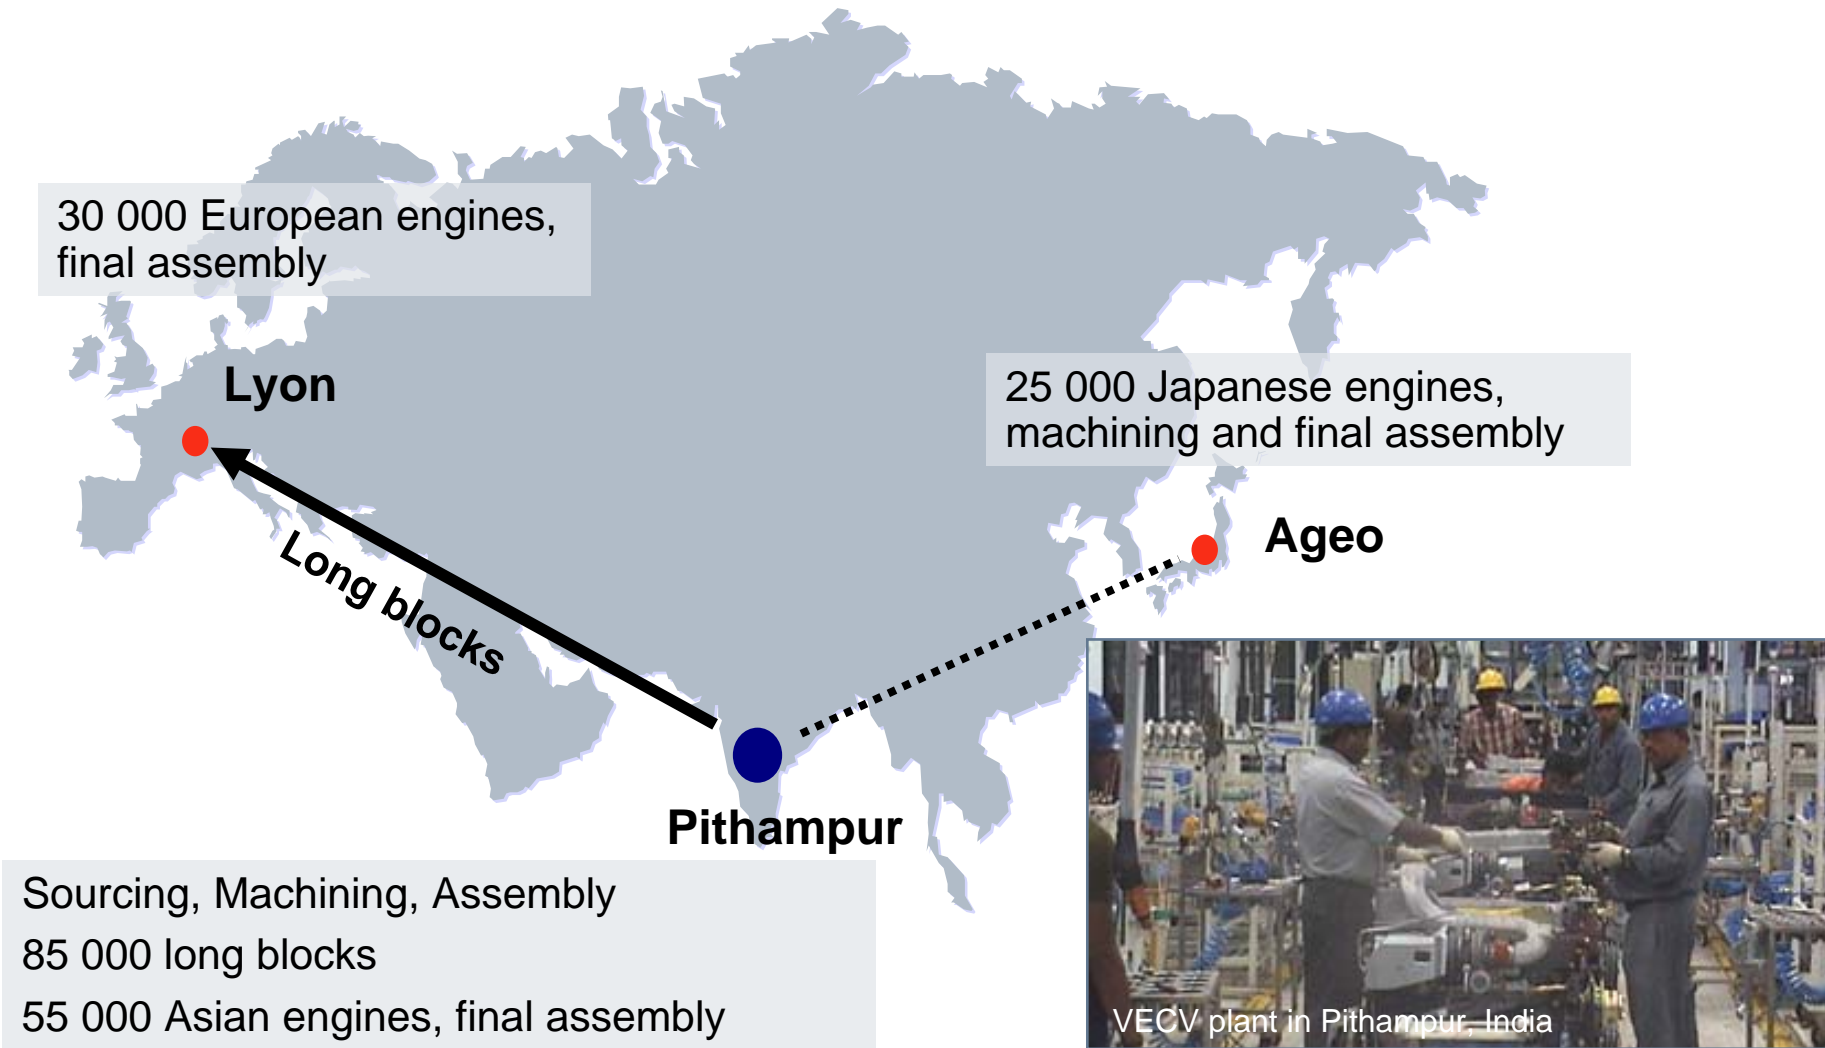 30 000 European engines,
final assembly
Lyon
25 000 Japanese engines,
machining and final assembly
Ageo
Long blocks
Pithampur
Sourcing, Machining, Assembly
85 000 long blocks
55 000 Asian engines, final assembly
VECV plant in Pithampur, India